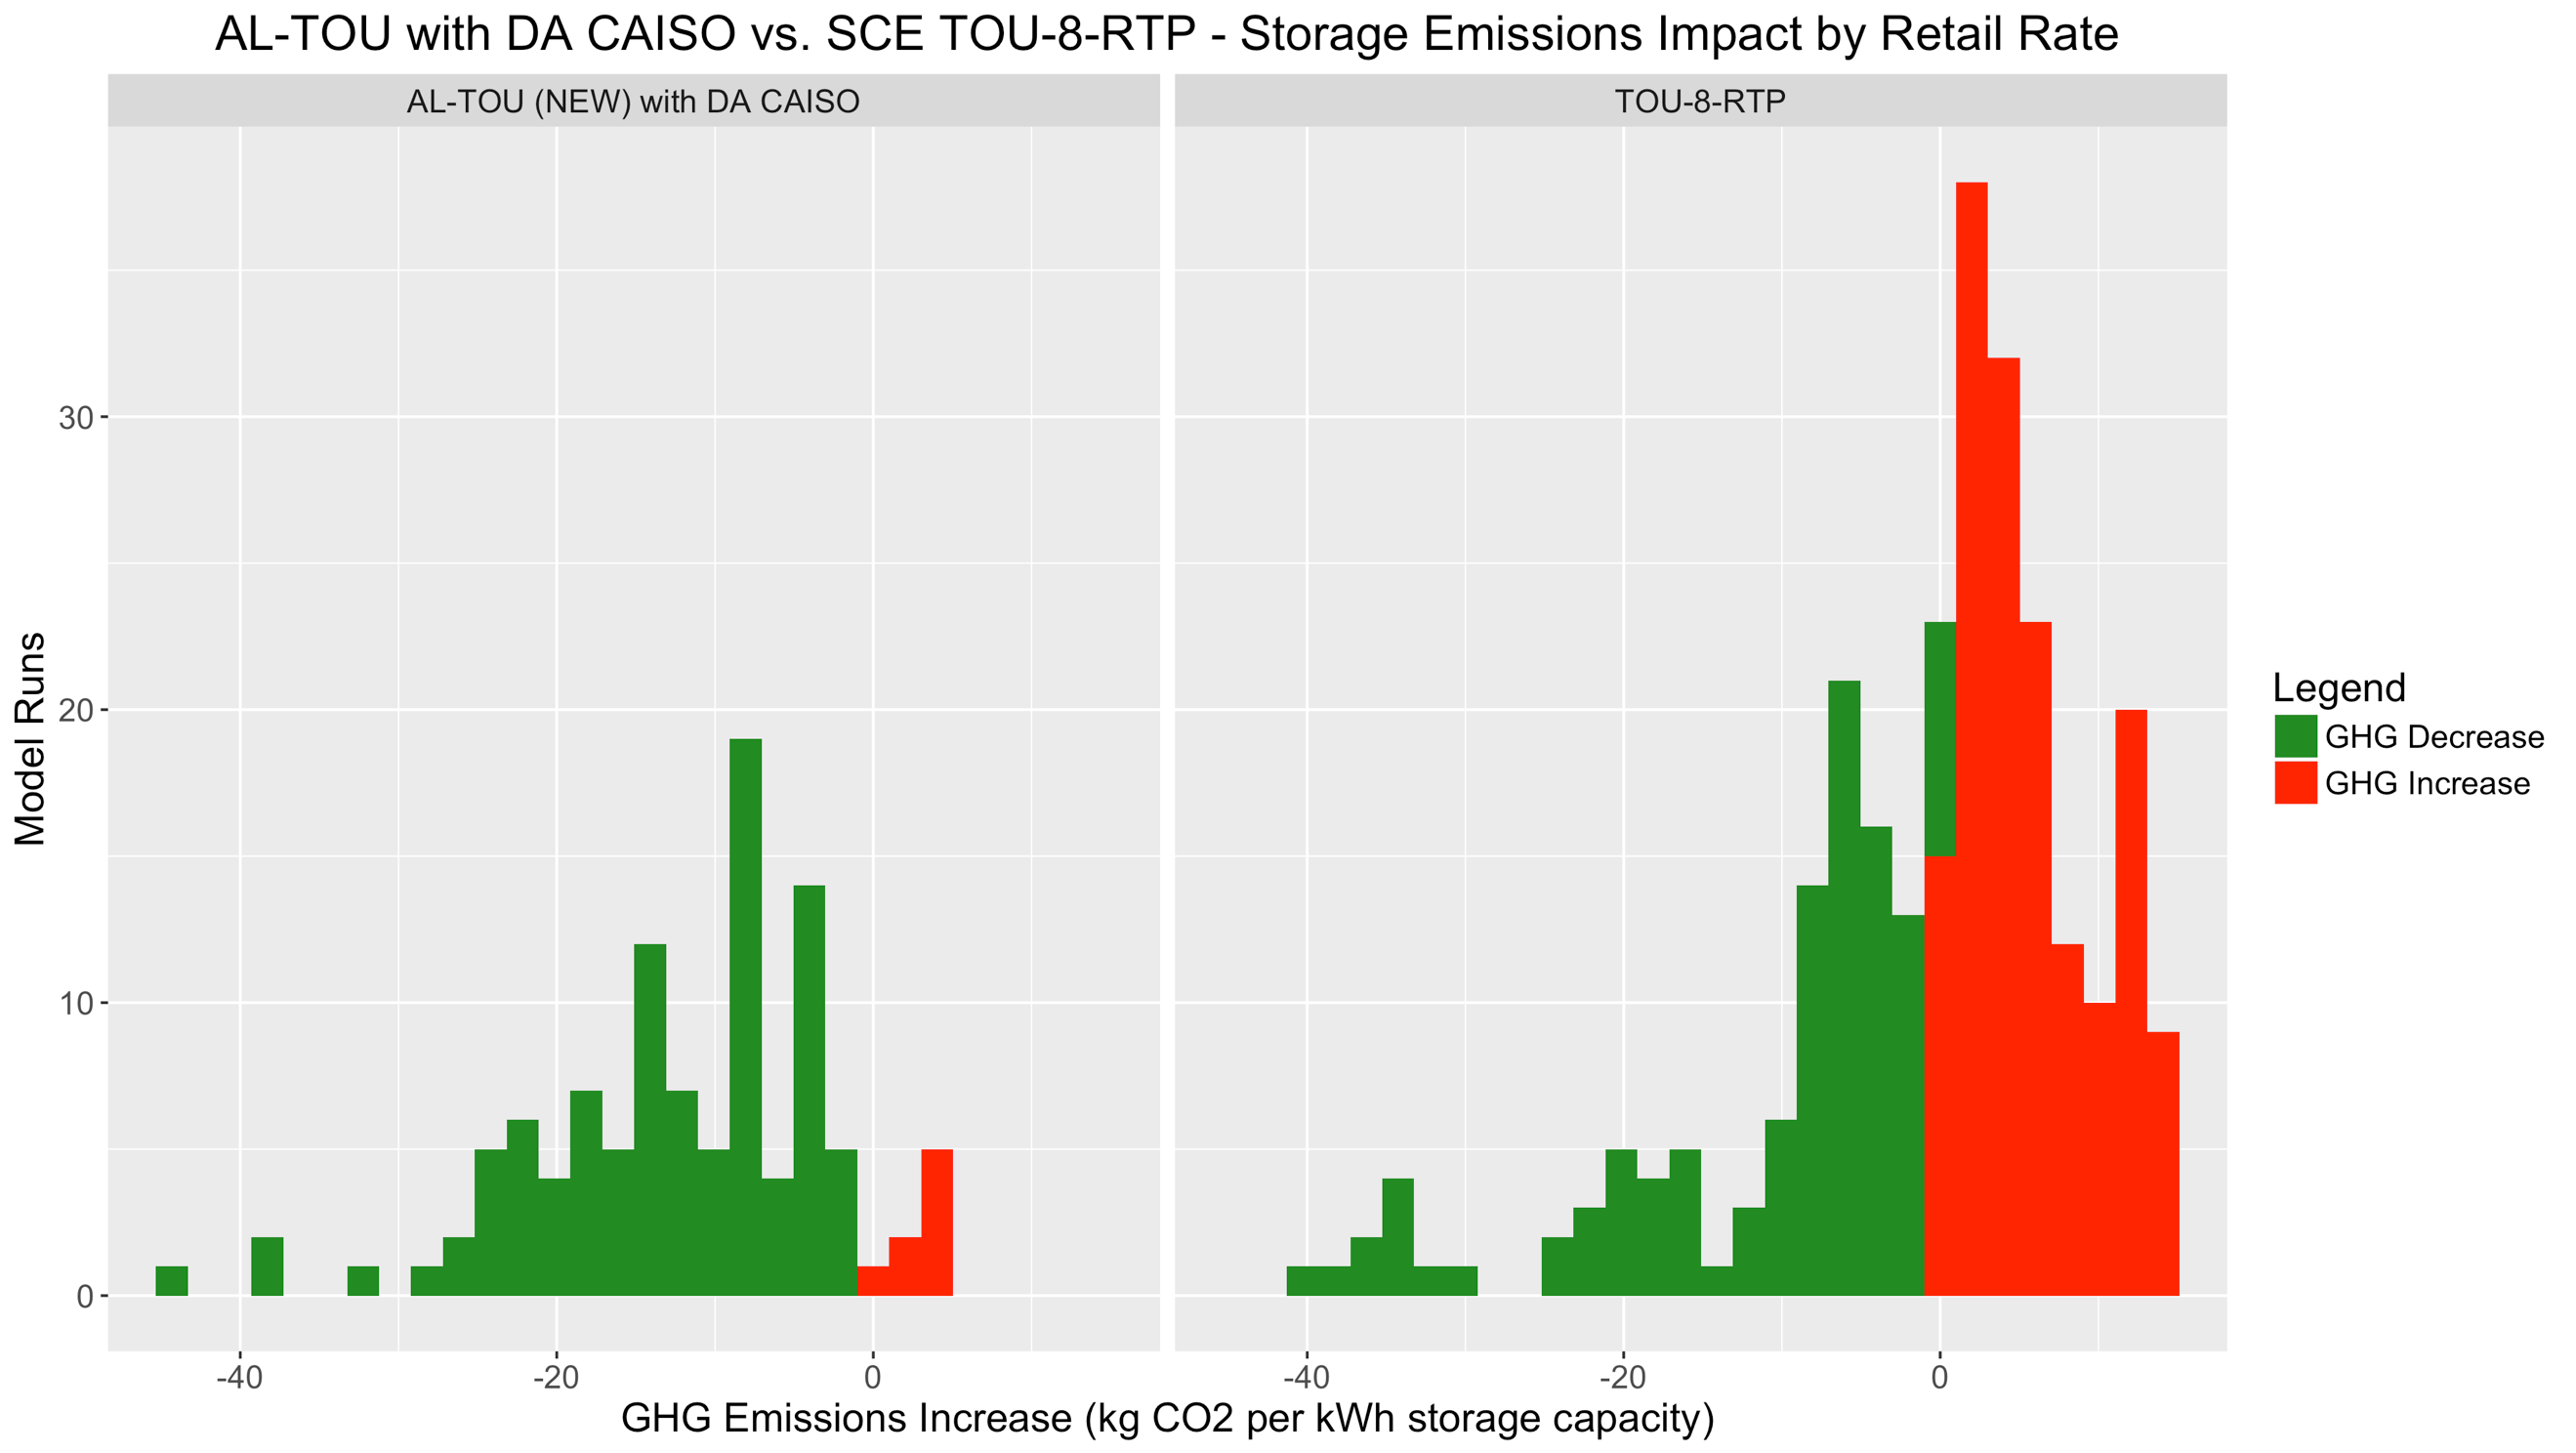 AL-TOU with DA CAISO vs. SCE TOU-8-RTP - Storage Emissions Impact by Retail Rate
AL-TOU (NEW) with DA CAISO
TOU-8-RTP
30
20
10
0
Model Runs
-40
-20
0
-40
-20
0
GHG Emissions Increase (kg CO2 per kWh storage capacity)
Legend
GHG Decrease
GHG Increase